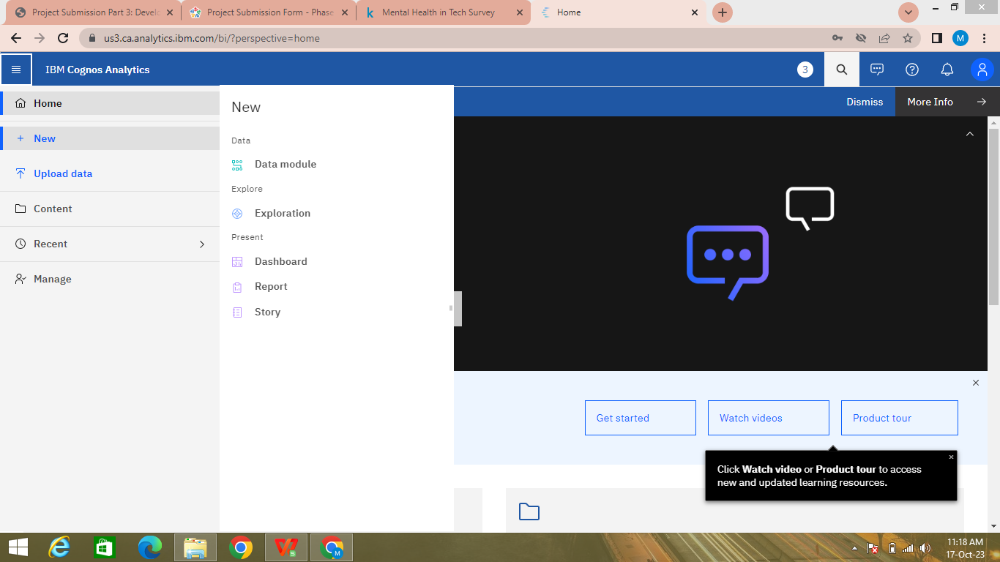 Project Submission Part 3: Develo
Project Submission Form - Phase
Mental Health in Tech Survey
Home
us3.ca.analytics.ibm.com/bi/?perspective=home
M
IBM Cognos Analytics
3
Home
New
Upload data
Content
Recent
Manage
New
Data
Data module
Explore
Exploration
Present
Dashboard
Report
Story
Dismiss
More Info
Get started
Watch videos
Product tour
Click Watch video or Product tour to access
new and updated learning resources.
11:18 AM
17-Oct-23